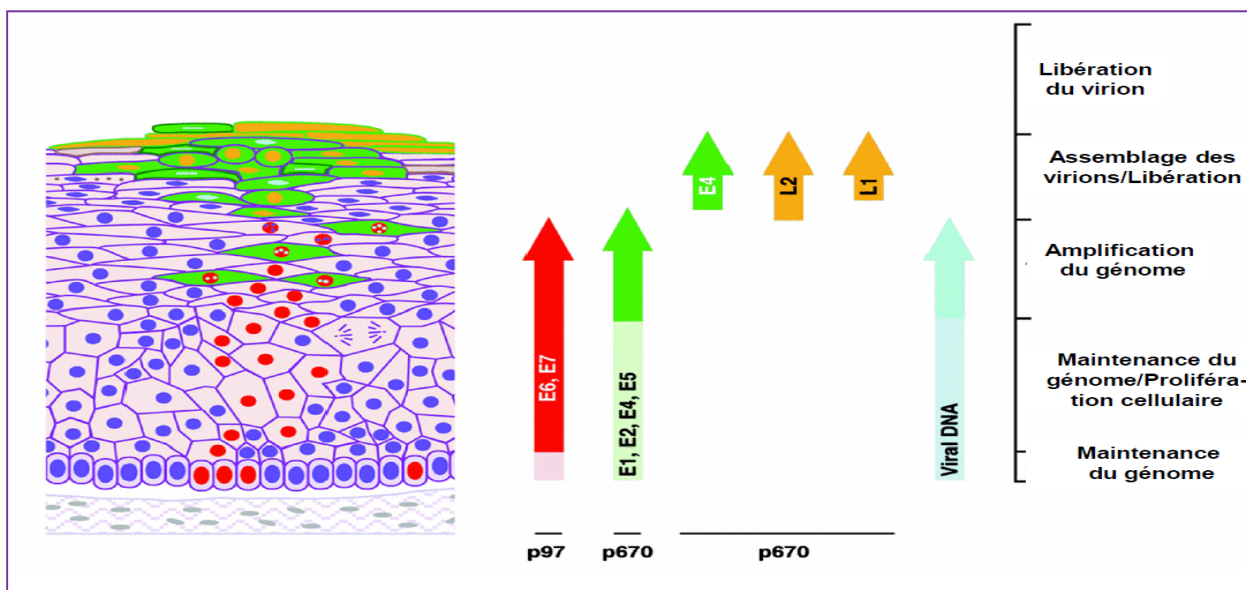 Libération
du virion
Assemblage des
virions/Libération
Amplification
du génome
Maintenance du
génome/Proliféra-
tion cellulaire
Maintenance
du génome
E6, E7
E1, E2, E4, E5
E4
L2
L1
Viral DNA
p97
p670
p670